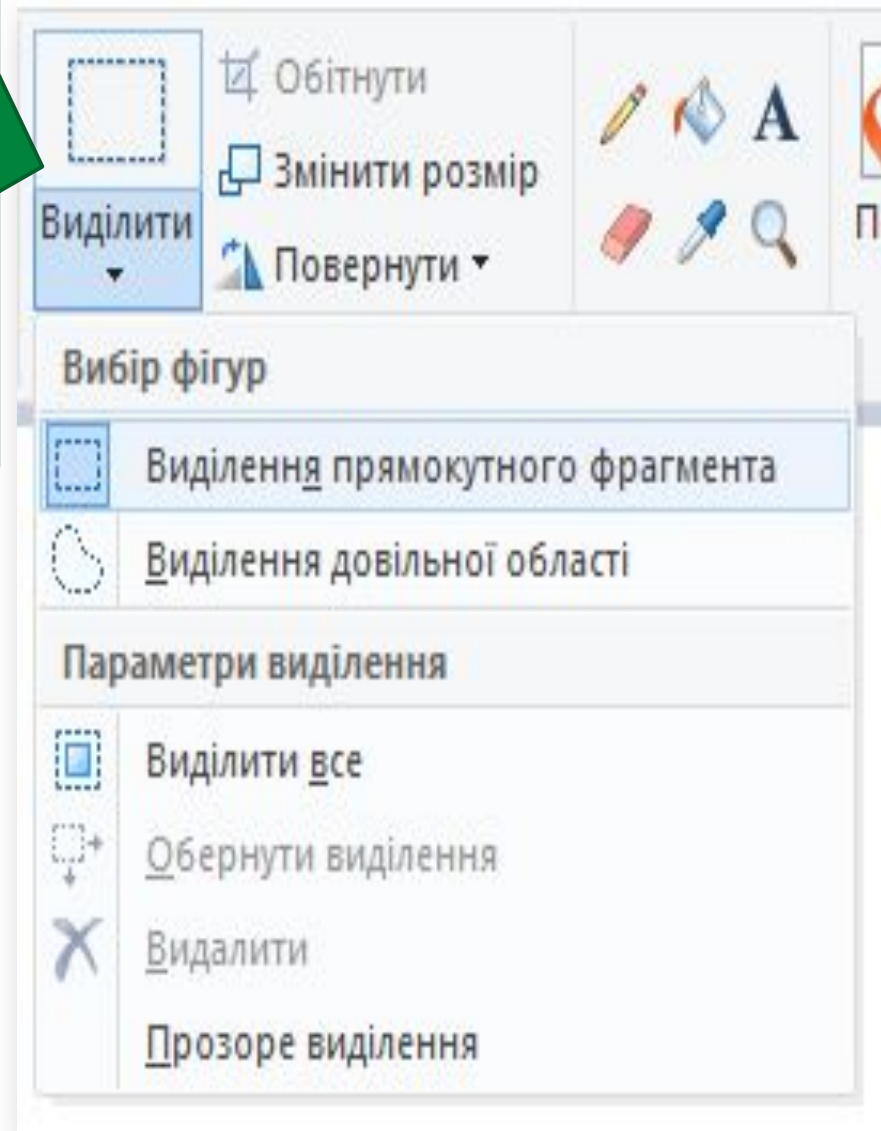 Обітнути
Змінити розмір
Виділити
Повернути
A
П
Вибір фігур
Виділення прямокутного фрагмента
Виділення довільної області
Параметри виділення
Виділити все
Обернути виділення
Видалити
Прозоре виділення